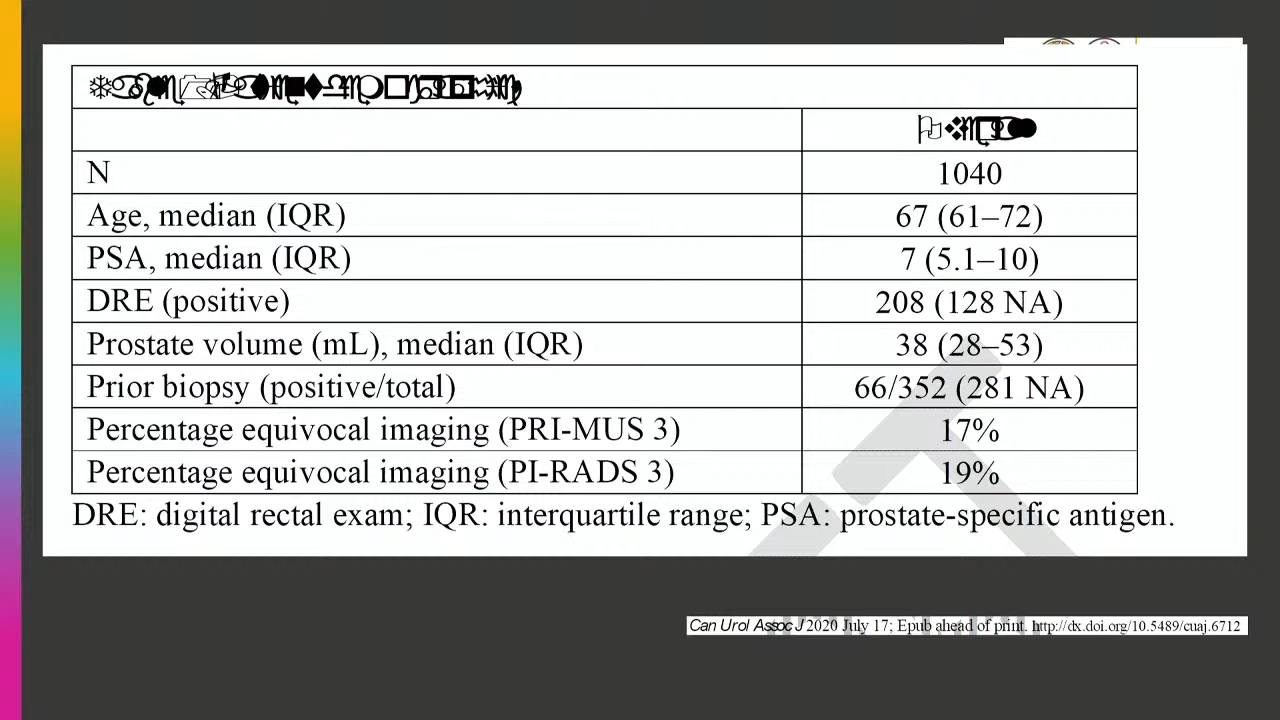 N 1040
Age, median (IQR) 67 (61–72)
PSA, median (IQR) 7 (5.1–10)
DRE (positive) 208 (128 NA)
Prostate volume (mL), median (IQR) 38 (28–53)
Prior biopsy (positive/total) 66/352 (281 NA)
Percentage equivocal imaging (PRI-MUS 3) 17%
Percentage equivocal imaging (PI-RADS 3) 19%
DRE: digital rectal exam; IQR: interquartile range; PSA: prostate-specific antigen.
Can Urol Assoc J 2020 July 17; Epub ahead of print. http://dx.doi.org/10.5489/cuaj.6712